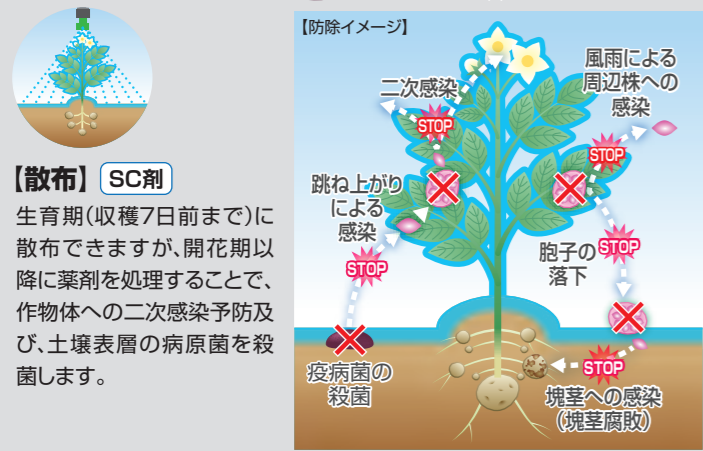 【散布】 SC剤
生育期(収穫7日前まで)に
散布できますが、開花期以
降に薬剤を処理することで、
作物体への二次感染予防及
び、土壌表層の病原菌を殺
菌します。
【防除イメージ】
二次感染
STOP
風雨による
周辺株への
感染
STOP
跳ね上がり
による
感染
STOP
胞子の
落下
STOP
疫病菌の
殺菌
STOP
塊茎への感染
(塊茎腐敗)